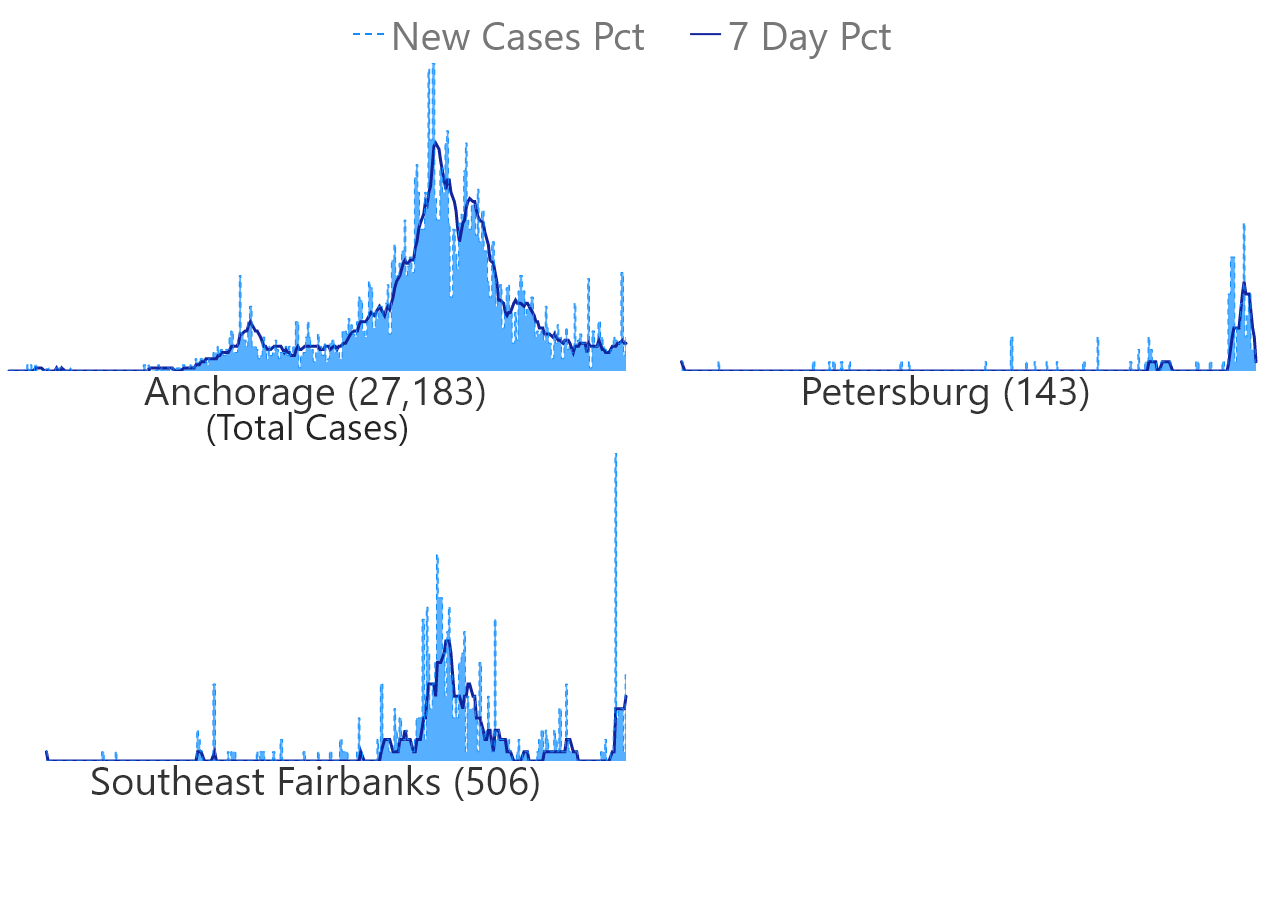 New Cases Pct 7 Day Pct
Anchorage (27,183)
(Total Cases)
Petersburg (143)
Southeast Fairbanks (506)